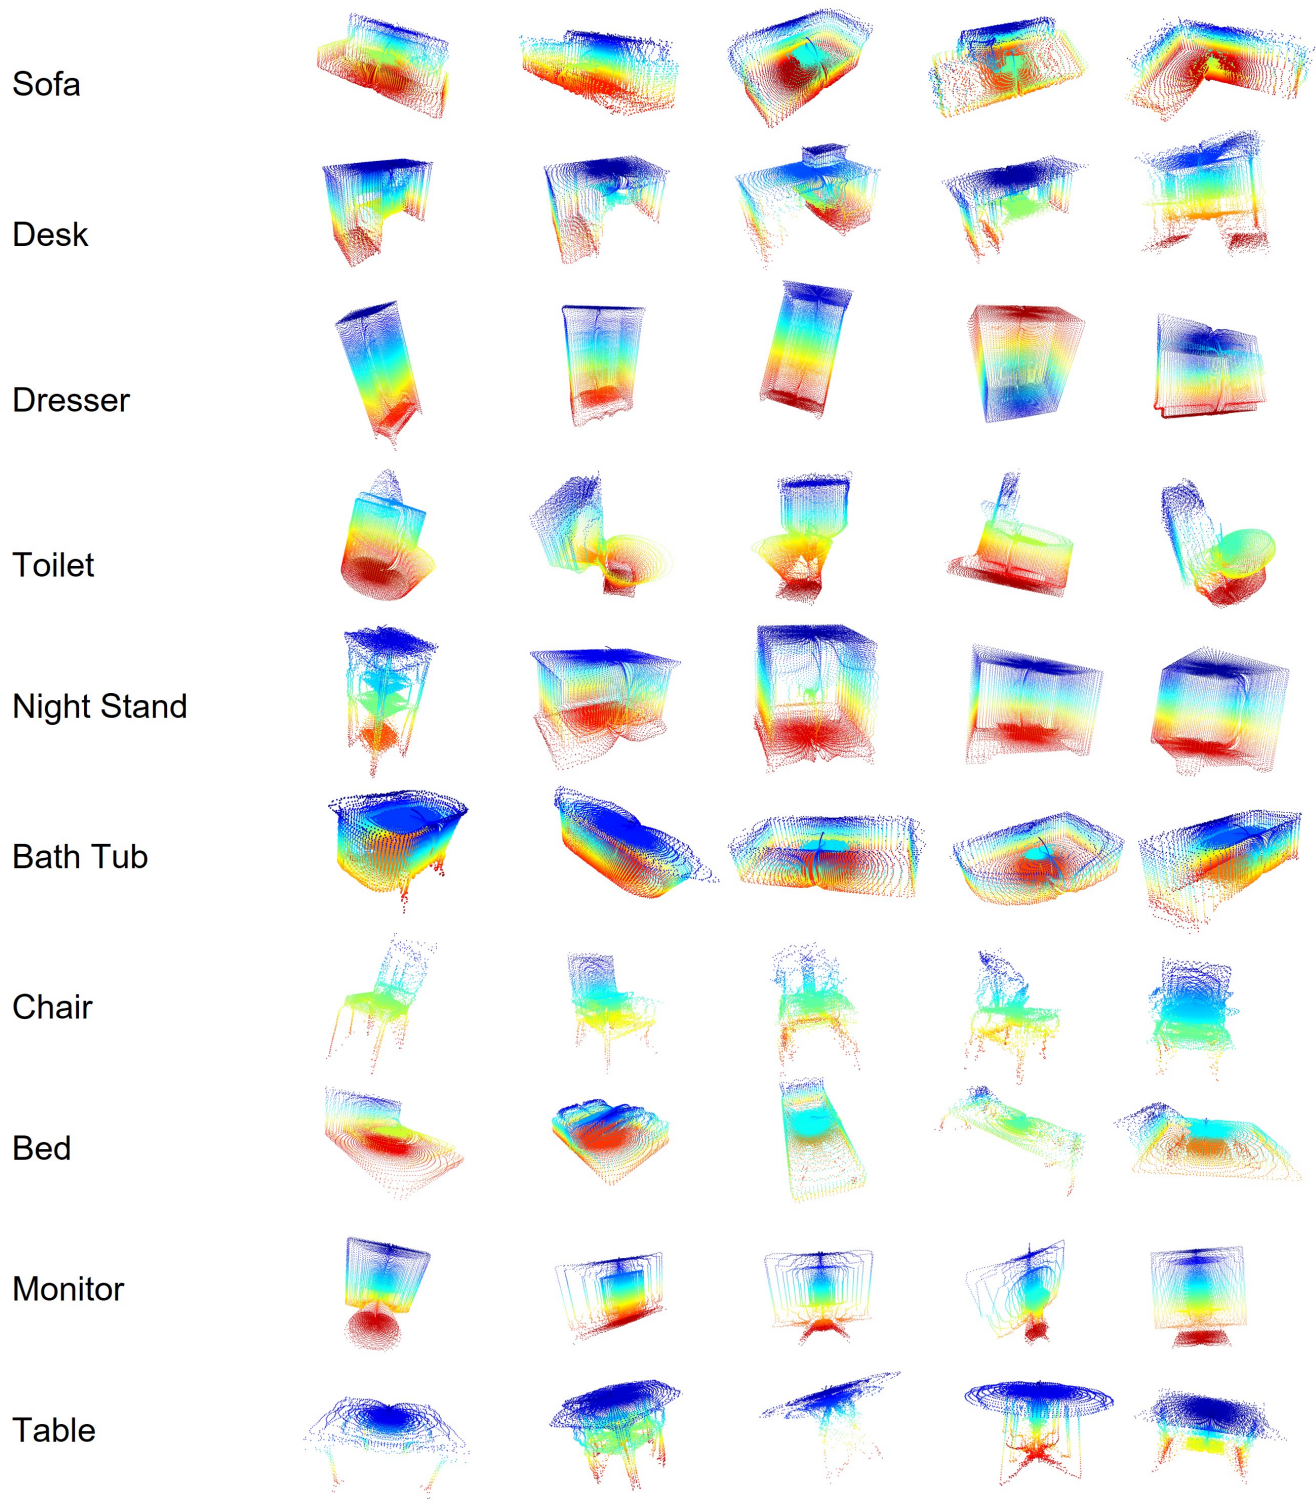 Sofa
Desk
Dresser
Toilet
Night Stand
Bath Tub
Chair
Bed
Monitor
Table